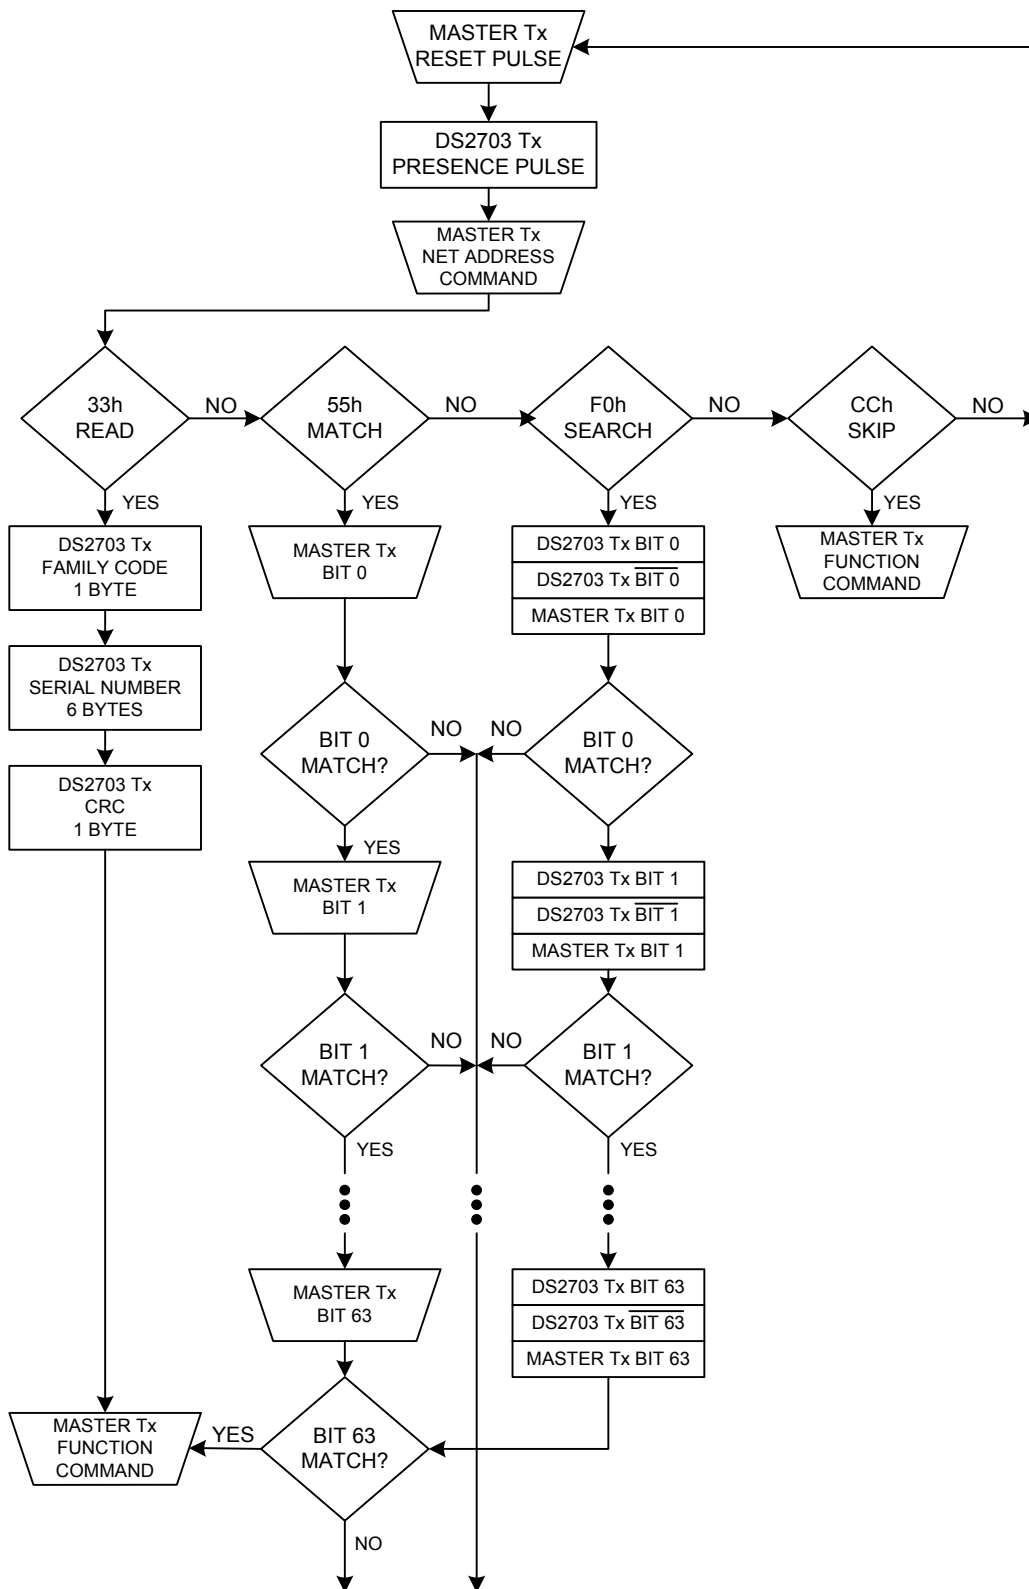 MASTER Tx
RESET PULSE
DS2703 Tx
PRESENCE PULSE
MASTER Tx
NET ADDRESS
COMMAND
33h
READ
NO
55h
MATCH
NO
F0h
SEARCH
NO
CCh
SKIP
NO
YES
YES
YES
YES
DS2703 Tx
FAMILY CODE
1 BYTE
MASTER Tx
BIT 0
DS2703 Tx BIT 0
DS2703 Tx B̅I̅T̅ ̅0̅
MASTER Tx BIT 0
MASTER Tx
FUNCTION
COMMAND
DS2703 Tx
SERIAL NUMBER
6 BYTES
BIT 0
MATCH?
NO
NO
BIT 0
MATCH?
DS2703 Tx
CRC
1 BYTE
YES
MASTER Tx
BIT 1
DS2703 Tx BIT 1
DS2703 Tx B̅I̅T̅ ̅1̅
MASTER Tx BIT 1
BIT 1
MATCH?
NO
NO
BIT 1
MATCH?
YES
YES
MASTER Tx
BIT 63
DS2703 Tx BIT 63
DS2703 Tx B̅I̅T̅ ̅6̅3̅
MASTER Tx BIT 63
MASTER Tx
FUNCTION
COMMAND
YES
BIT 63
MATCH?
NO